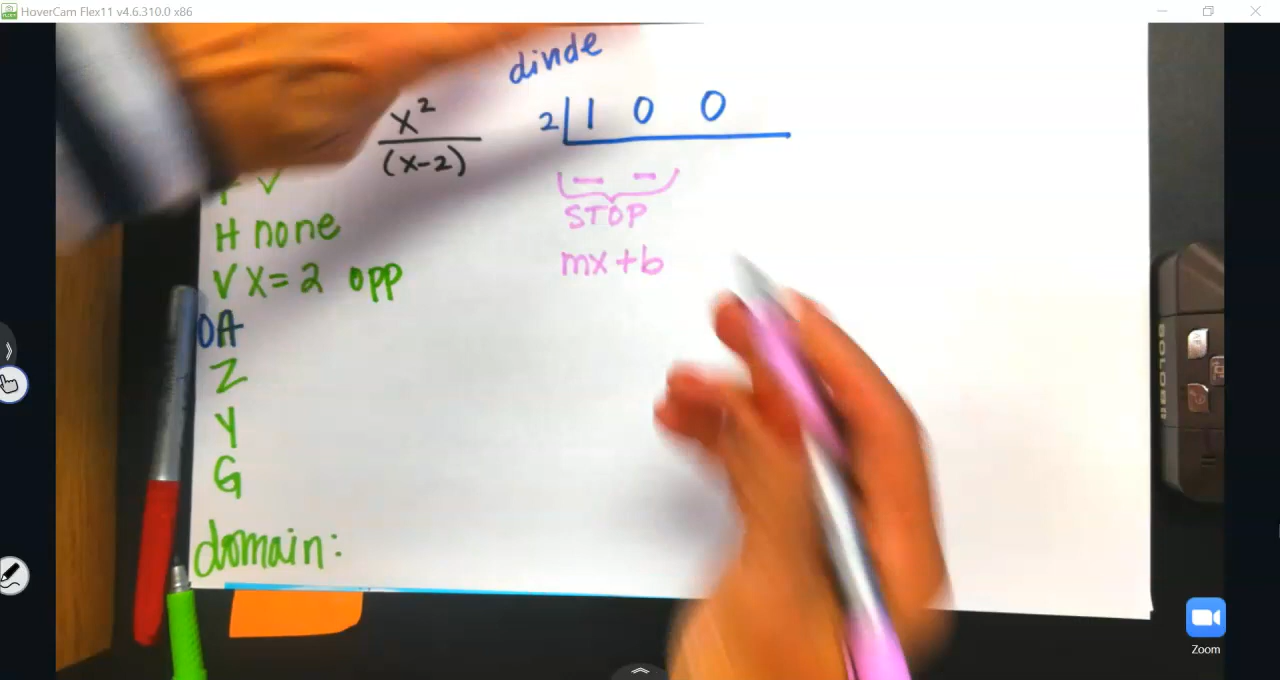 HoverCam Flex11 v4.6.310.0 x86
divide
x²
(x-2)
2 1 0 0
STOP
mx+b
F ✓
H none
V X=2 opp
OA
Z
Y
G
domain:
Zoom